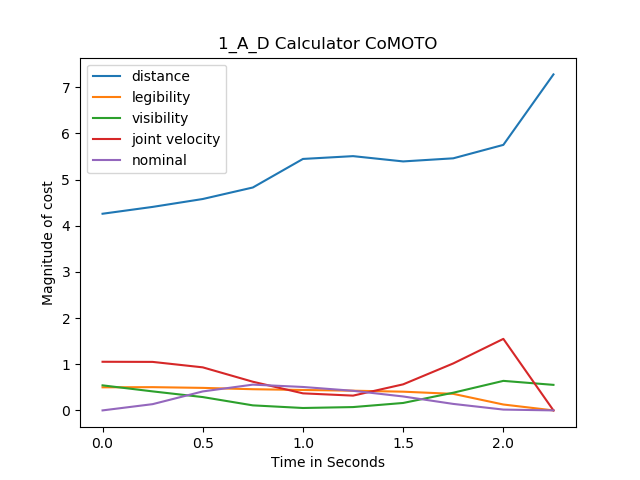 1_A_D Calculator CoMOTO
distance
legibility
visibility
joint velocity
nominal
7
6
5
4
3
2
1
0
Magnitude of cost
0.0 0.5 1.0 1.5 2.0
Time in Seconds